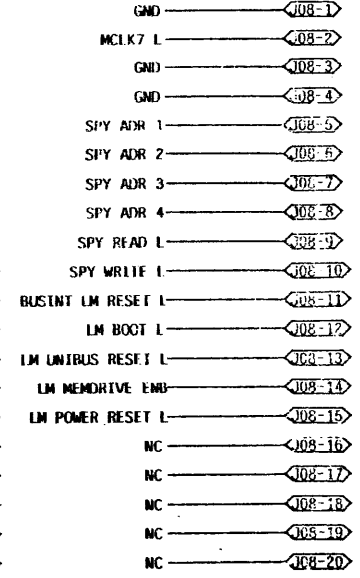 GND J08-1
MCLK7 L J08-2
GND J08-3
GND J08-4
SPY ADR 1 J08-5
SPY ADR 2 J08-6
SPY ADR 3 J08-7
SPY ADR 4 J08-8
SPY READ L J08-9
SPY WRITE L J08-10
BUSINT LM RESET L J08-11
LM BOOT L J08-12
LM UNIBUS RESET L J08-13
LM MEMDRIVE ENB J08-14
LM POWER RESET L J08-15
NC J08-16
NC J08-17
NC J08-18
NC J08-19
NC J08-20